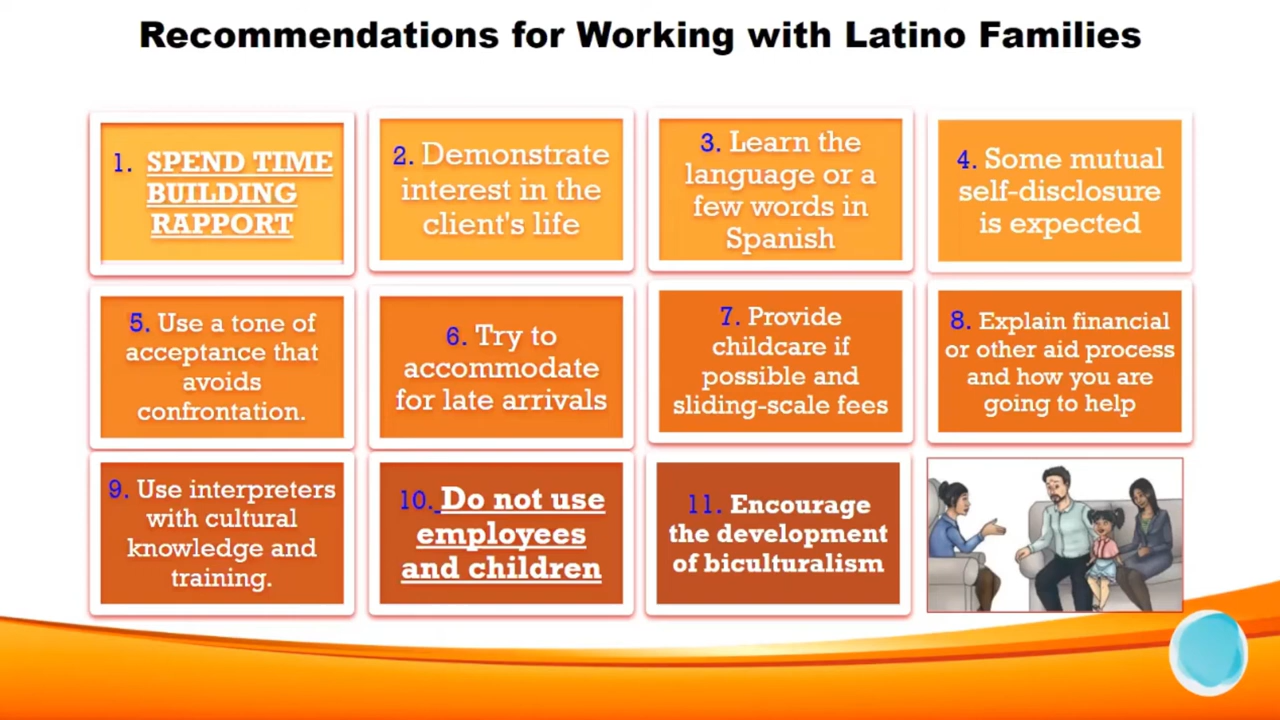 Recommendations for Working with Latino Families
1. SPEND TIME
BUILDING
RAPPORT
2. Demonstrate
interest in the
client's life
3. Learn the
language or a
few words in
Spanish
4. Some mutual
self-disclosure
is expected
5. Use a tone of
acceptance that
avoids
confrontation.
6. Try to
accommodate
for late arrivals
7. Provide
childcare if
possible and
sliding-scale fees
8. Explain financial
or other aid process
and how you are
going to help
9. Use interpreters
with cultural
knowledge and
training.
10. Do not use
employees
and children
11. Encourage
the development
of biculturalism